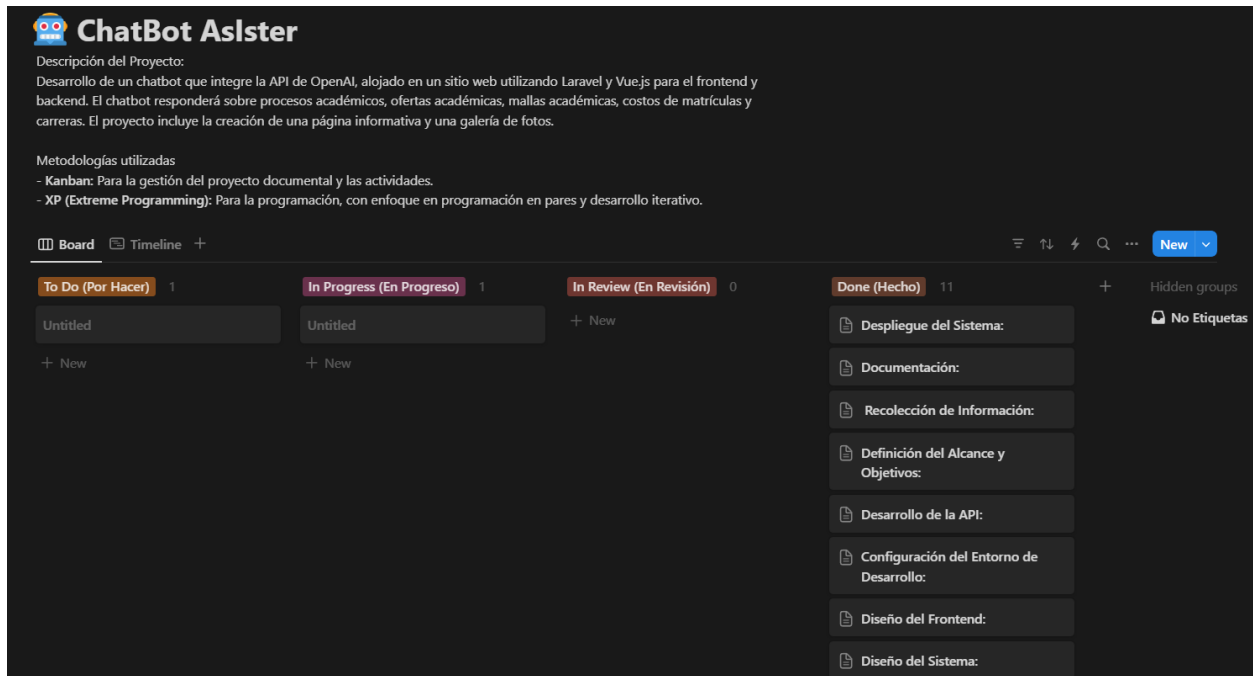 ChatBot AsIster
Descripción del Proyecto:
Desarrollo de un chatbot que integre la API de OpenAI, alojado en un sitio web utilizando Laravel y Vue.js para el frontend y
backend. El chatbot responderá sobre procesos académicos, ofertas académicas, mallas académicas, costos de matrículas y
carreras. El proyecto incluye la creación de una página informativa y una galería de fotos.
Metodologías utilizadas
- Kanban: Para la gestión del proyecto documental y las actividades.
- XP (Extreme Programming): Para la programación, con enfoque en programación en pares y desarrollo iterativo.
Board Timeline New
To Do (Por Hacer) 1
Untitled
+ New
In Progress (En Progreso) 1
Untitled
+ New
In Review (En Revisión) 0
+ New
Done (Hecho) 11
Despliegue del Sistema:
Documentación:
Recolección de Información:
Definición del Alcance y
Objetivos:
Desarrollo de la API:
Configuración del Entorno de
Desarrollo:
Diseño del Frontend:
Diseño del Sistema:
Hidden groups
No Etiquetas